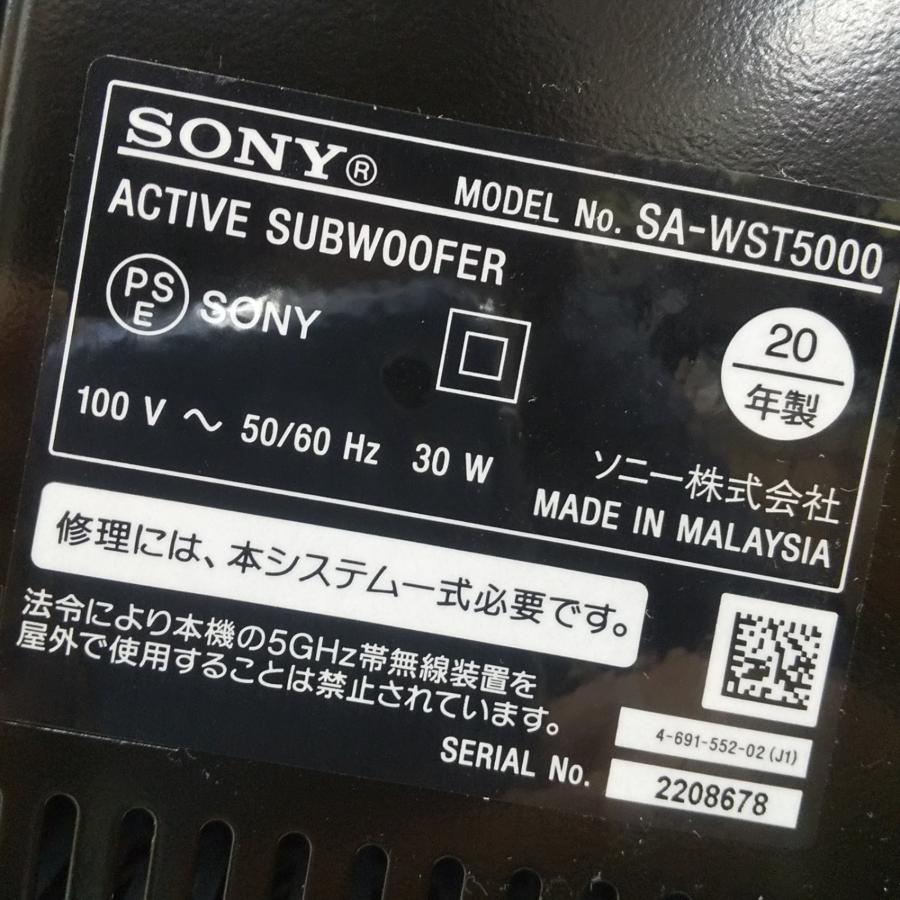 SONY®
MODEL No. SA-WST5000
ACTIVE SUBWOOFER
PS
E
SONY
20
年製
100 V ～ 50/60 Hz 30 W
ソニー株式会社
MADE IN MALAYSIA
修理には、本システム一式必要です。
法令により本機の5GHz帯無線装置を
屋外で使用することは禁止されています。
4-691-552-02 (J1)
SERIAL No.
2208678